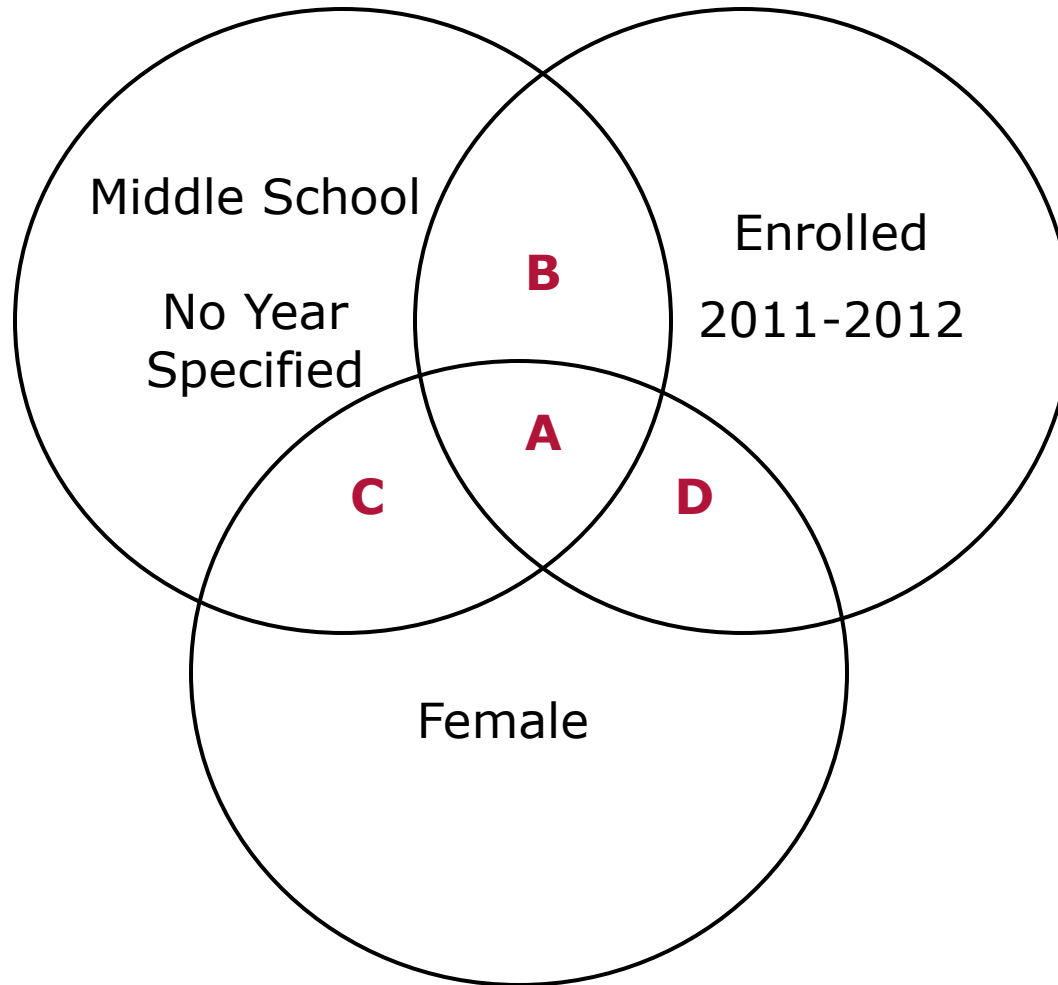 Middle School
No Year
Specified
Enrolled
2011-2012
B
A
C
D
Female